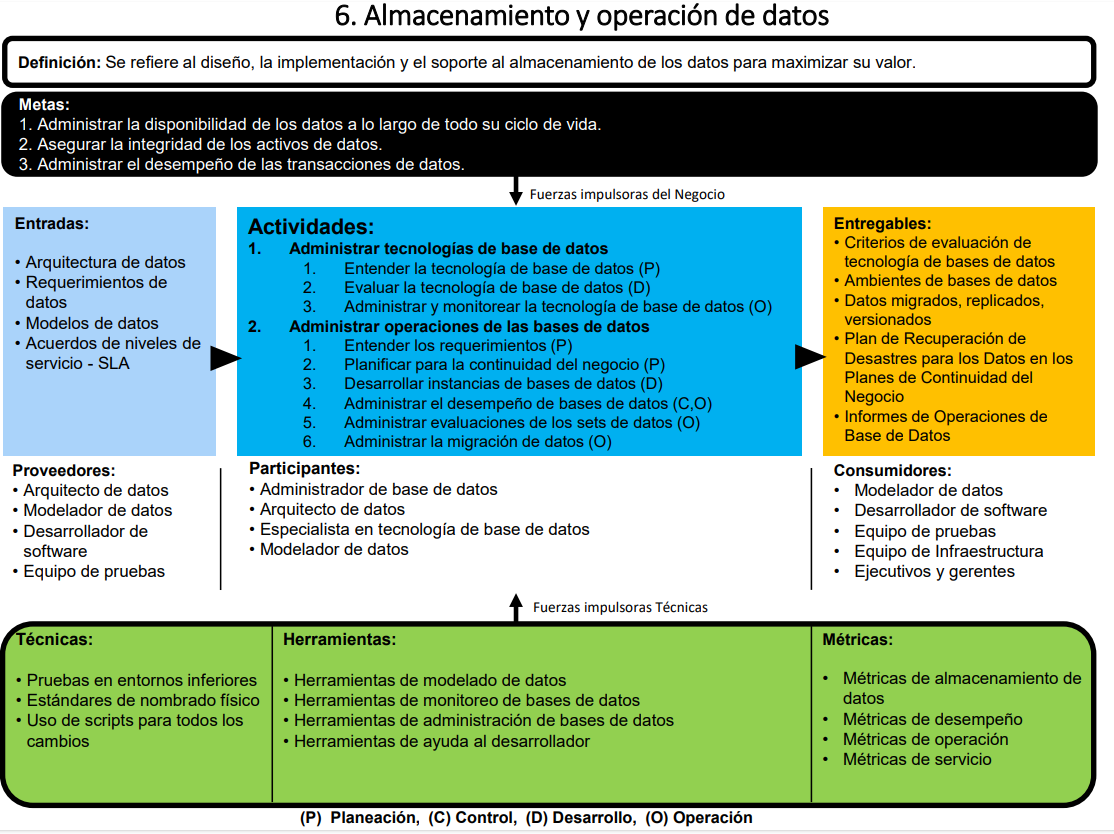 6. Almacenamiento y operación de datos
Definición: Se refiere al diseño, la implementación y el soporte al almacenamiento de los datos para maximizar su valor.
Metas:
1. Administrar la disponibilidad de los datos a lo largo de todo su ciclo de vida.
2. Asegurar la integridad de los activos de datos.
3. Administrar el desempeño de las transacciones de datos.
Fuerzas impulsoras del Negocio
Entradas:
• Arquitectura de datos
• Requerimientos de
datos
• Modelos de datos
• Acuerdos de niveles de
servicio - SLA
Actividades:
1. Administrar tecnologías de base de datos
1. Entender la tecnología de base de datos (P)
2. Evaluar la tecnología de base de datos (D)
3. Administrar y monitorear la tecnología de base de datos (O)
2. Administrar operaciones de las bases de datos
1. Entender los requerimientos (P)
2. Planificar para la continuidad del negocio (P)
3. Desarrollar instancias de bases de datos (D)
4. Administrar el desempeño de bases de datos (C,O)
5. Administrar evaluaciones de los sets de datos (O)
6. Administrar la migración de datos (O)
Entregables:
• Criterios de evaluación de
tecnología de bases de datos
• Ambientes de bases de datos
• Datos migrados, replicados,
versionados
• Plan de Recuperación de
Desastres para los Datos en los
Planes de Continuidad del
Negocio
• Informes de Operaciones de
Base de Datos
Proveedores:
• Arquitecto de datos
• Modelador de datos
• Desarrollador de
software
• Equipo de pruebas
Participantes:
• Administrador de base de datos
• Arquitecto de datos
• Especialista en tecnología de base de datos
• Modelador de datos
Consumidores:
• Modelador de datos
• Desarrollador de software
• Equipo de pruebas
• Equipo de Infraestructura
• Ejecutivos y gerentes
Fuerzas impulsoras Técnicas
Técnicas:
• Pruebas en entornos inferiores
• Estándares de nombrado físico
• Uso de scripts para todos los
cambios
Herramientas:
• Herramientas de modelado de datos
• Herramientas de monitoreo de bases de datos
• Herramientas de administración de bases de datos
• Herramientas de ayuda al desarrollador
Métricas:
• Métricas de almacenamiento de
datos
• Métricas de desempeño
• Métricas de operación
• Métricas de servicio
(P) Planeación, (C) Control, (D) Desarrollo, (O) Operación